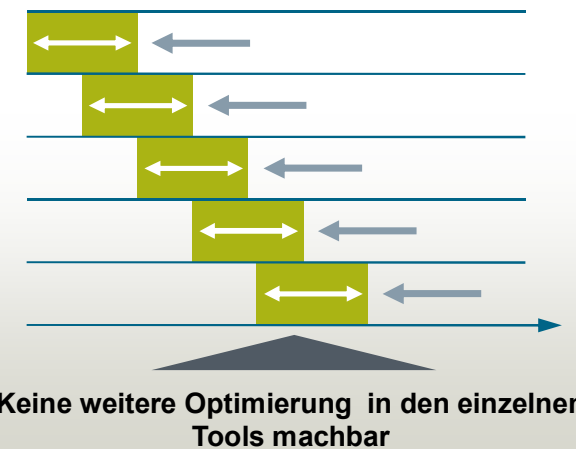 Keine weitere Optimierung in den einzelnen
Tools machbar